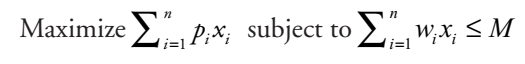 Maximize ∑ⁿᵢ₌₁ pᵢxᵢ subject to ∑ⁿᵢ₌₁ wᵢxᵢ ≤ M